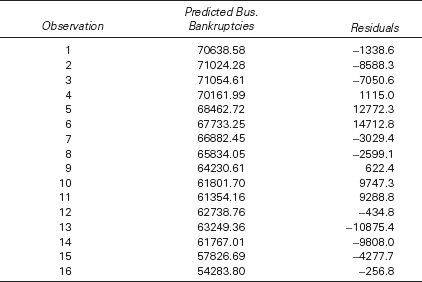 Observation Predicted Bus. Bankruptcies Residuals
1 70638.58 –1338.6
2 71024.28 –8588.3
3 71054.61 –7050.6
4 70161.99 1115.0
5 68462.72 12772.3
6 67733.25 14712.8
7 66882.45 –3029.4
8 65834.05 –2599.1
9 64230.61 622.4
10 61801.70 9747.3
11 61354.16 9288.8
12 62738.76 –434.8
13 63249.36 –10875.4
14 61767.01 –9808.0
15 57826.69 –4277.7
16 54283.80 –256.8